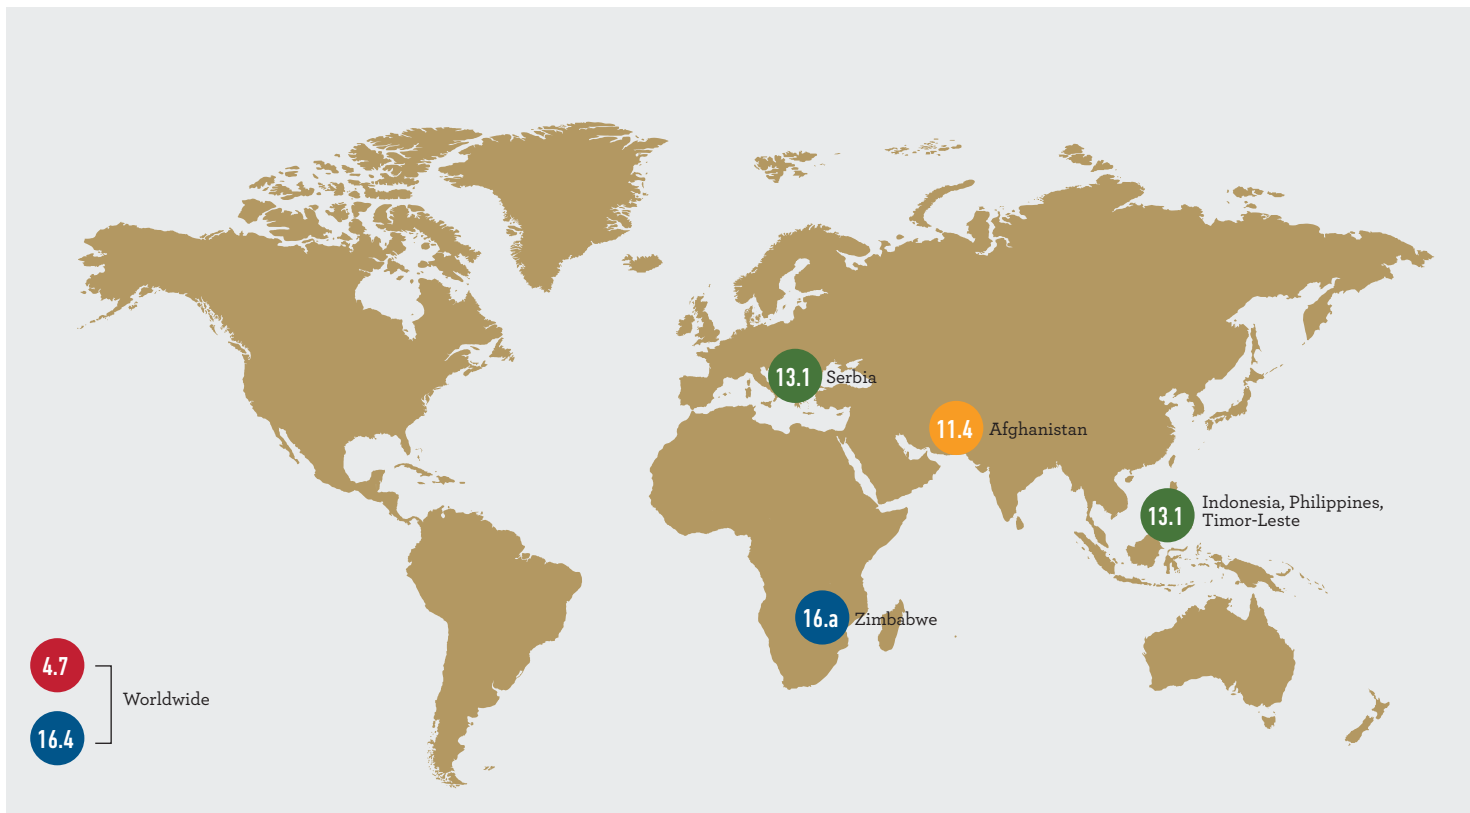 13.1 Serbia
11.4 Afghanistan
13.1 Indonesia, Philippines,
Timor-Leste
16.a Zimbabwe
4.7
Worldwide
16.4